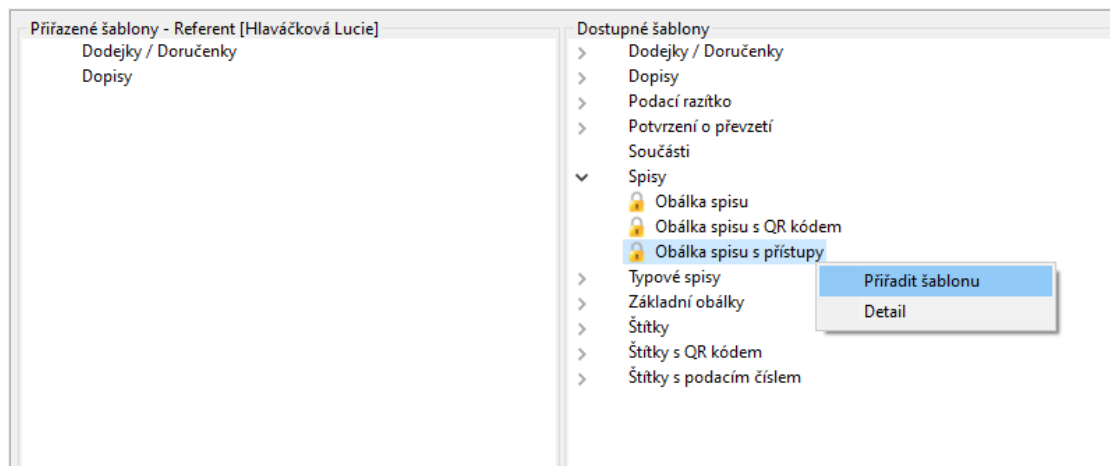 Přiřazené šablony - Referent [Hlaváčková Lucie]
Dodejky / Doručenky
Dopisy
Dostupné šablony
Dodejky / Doručenky
Dopisy
Podací razítko
Potvrzení o převzetí
Součásti
Spisy
Obálka spisu
Obálka spisu s QR kódem
Obálka spisu s přístupy
Typové spisy
Základní obálky
Štítky
Štítky s QR kódem
Štítky s podacím číslem
Přiřadit šablonu
Detail